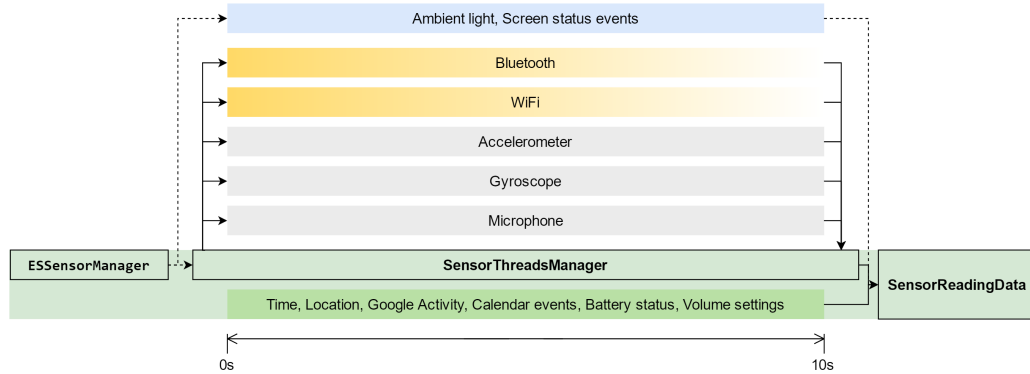 Ambient light, Screen status events
Bluetooth
WiFi
Accelerometer
Gyroscope
Microphone
ESSensorManager
SensorThreadsManager
SensorReadingData
Time, Location, Google Activity, Calendar events, Battery status, Volume settings
0s
10s